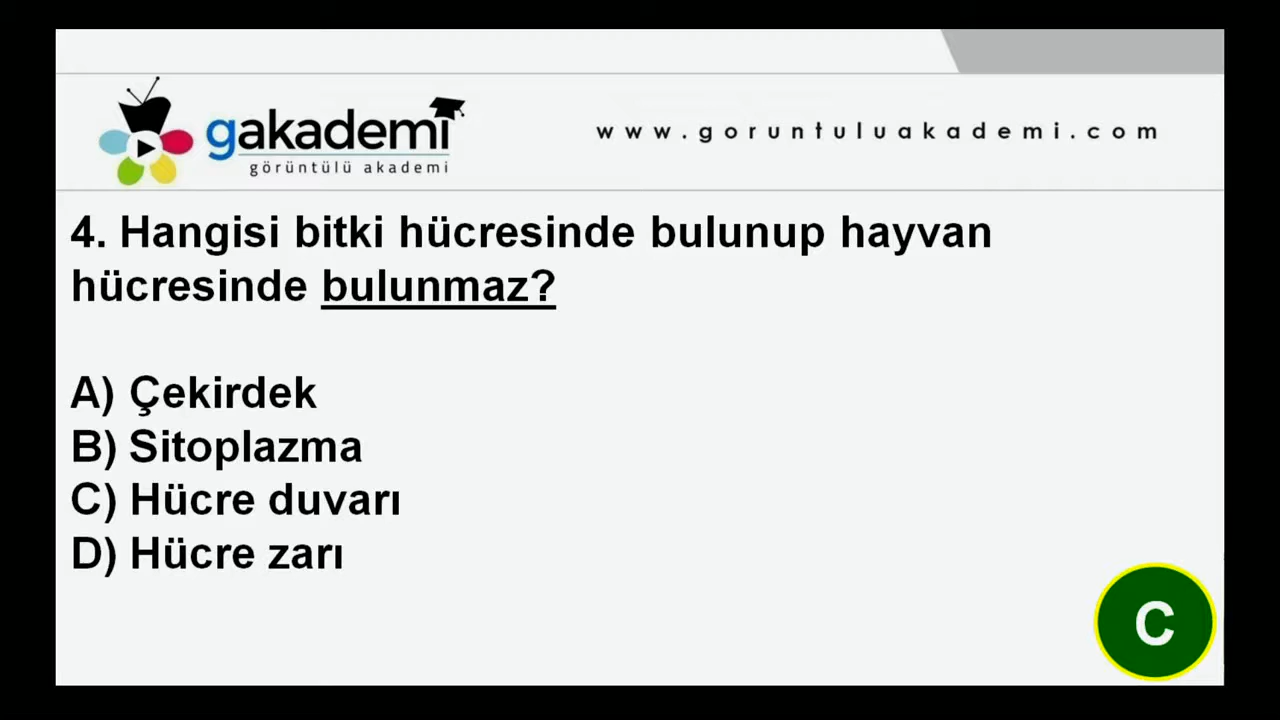 gakademi
görüntülü akademi
www.goruntuluakademi.com
4. Hangisi bitki hücresinde bulunup hayvan
hücresinde bulunmaz?
A) Çekirdek
B) Sitoplazma
C) Hücre duvarı
D) Hücre zarı
C